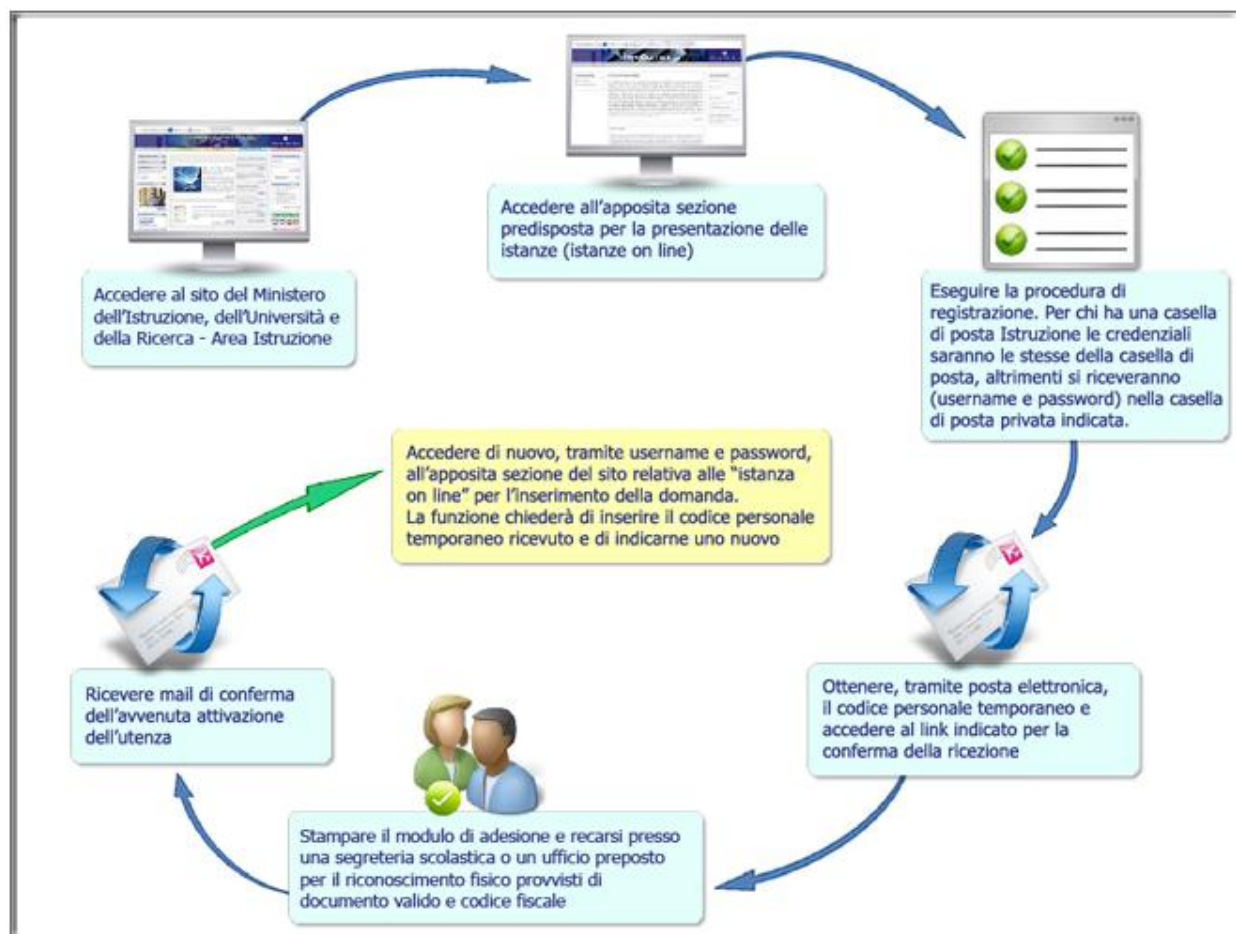 Accedere al sito del Ministero
dell'Istruzione, dell'Università e
della Ricerca - Area Istruzione
Accedere all'apposita sezione
predisposta per la presentazione delle
istanze (istanze on line)
Eseguire la procedura di
registrazione. Per chi ha una casella
di posta Istruzione le credenziali
saranno le stesse della casella di
posta, altrimenti si riceveranno
(username e password) nella casella
di posta privata indicata.
Ottenere, tramite posta elettronica,
il codice personale temporaneo e
accedere al link indicato per la
conferma della ricezione
Stampare il modulo di adesione e recarsi presso
una segreteria scolastica o un ufficio preposto
per il riconoscimento fisico provvisti di
documento valido e codice fiscale
Ricevere mail di conferma
dell'avvenuta attivazione
dell'utenza
Accedere di nuovo, tramite username e password,
all'apposita sezione del sito relativa alle “istanza
on line” per l'inserimento della domanda.
La funzione chiederà di inserire il codice personale
temporaneo ricevuto e di indicarne uno nuovo